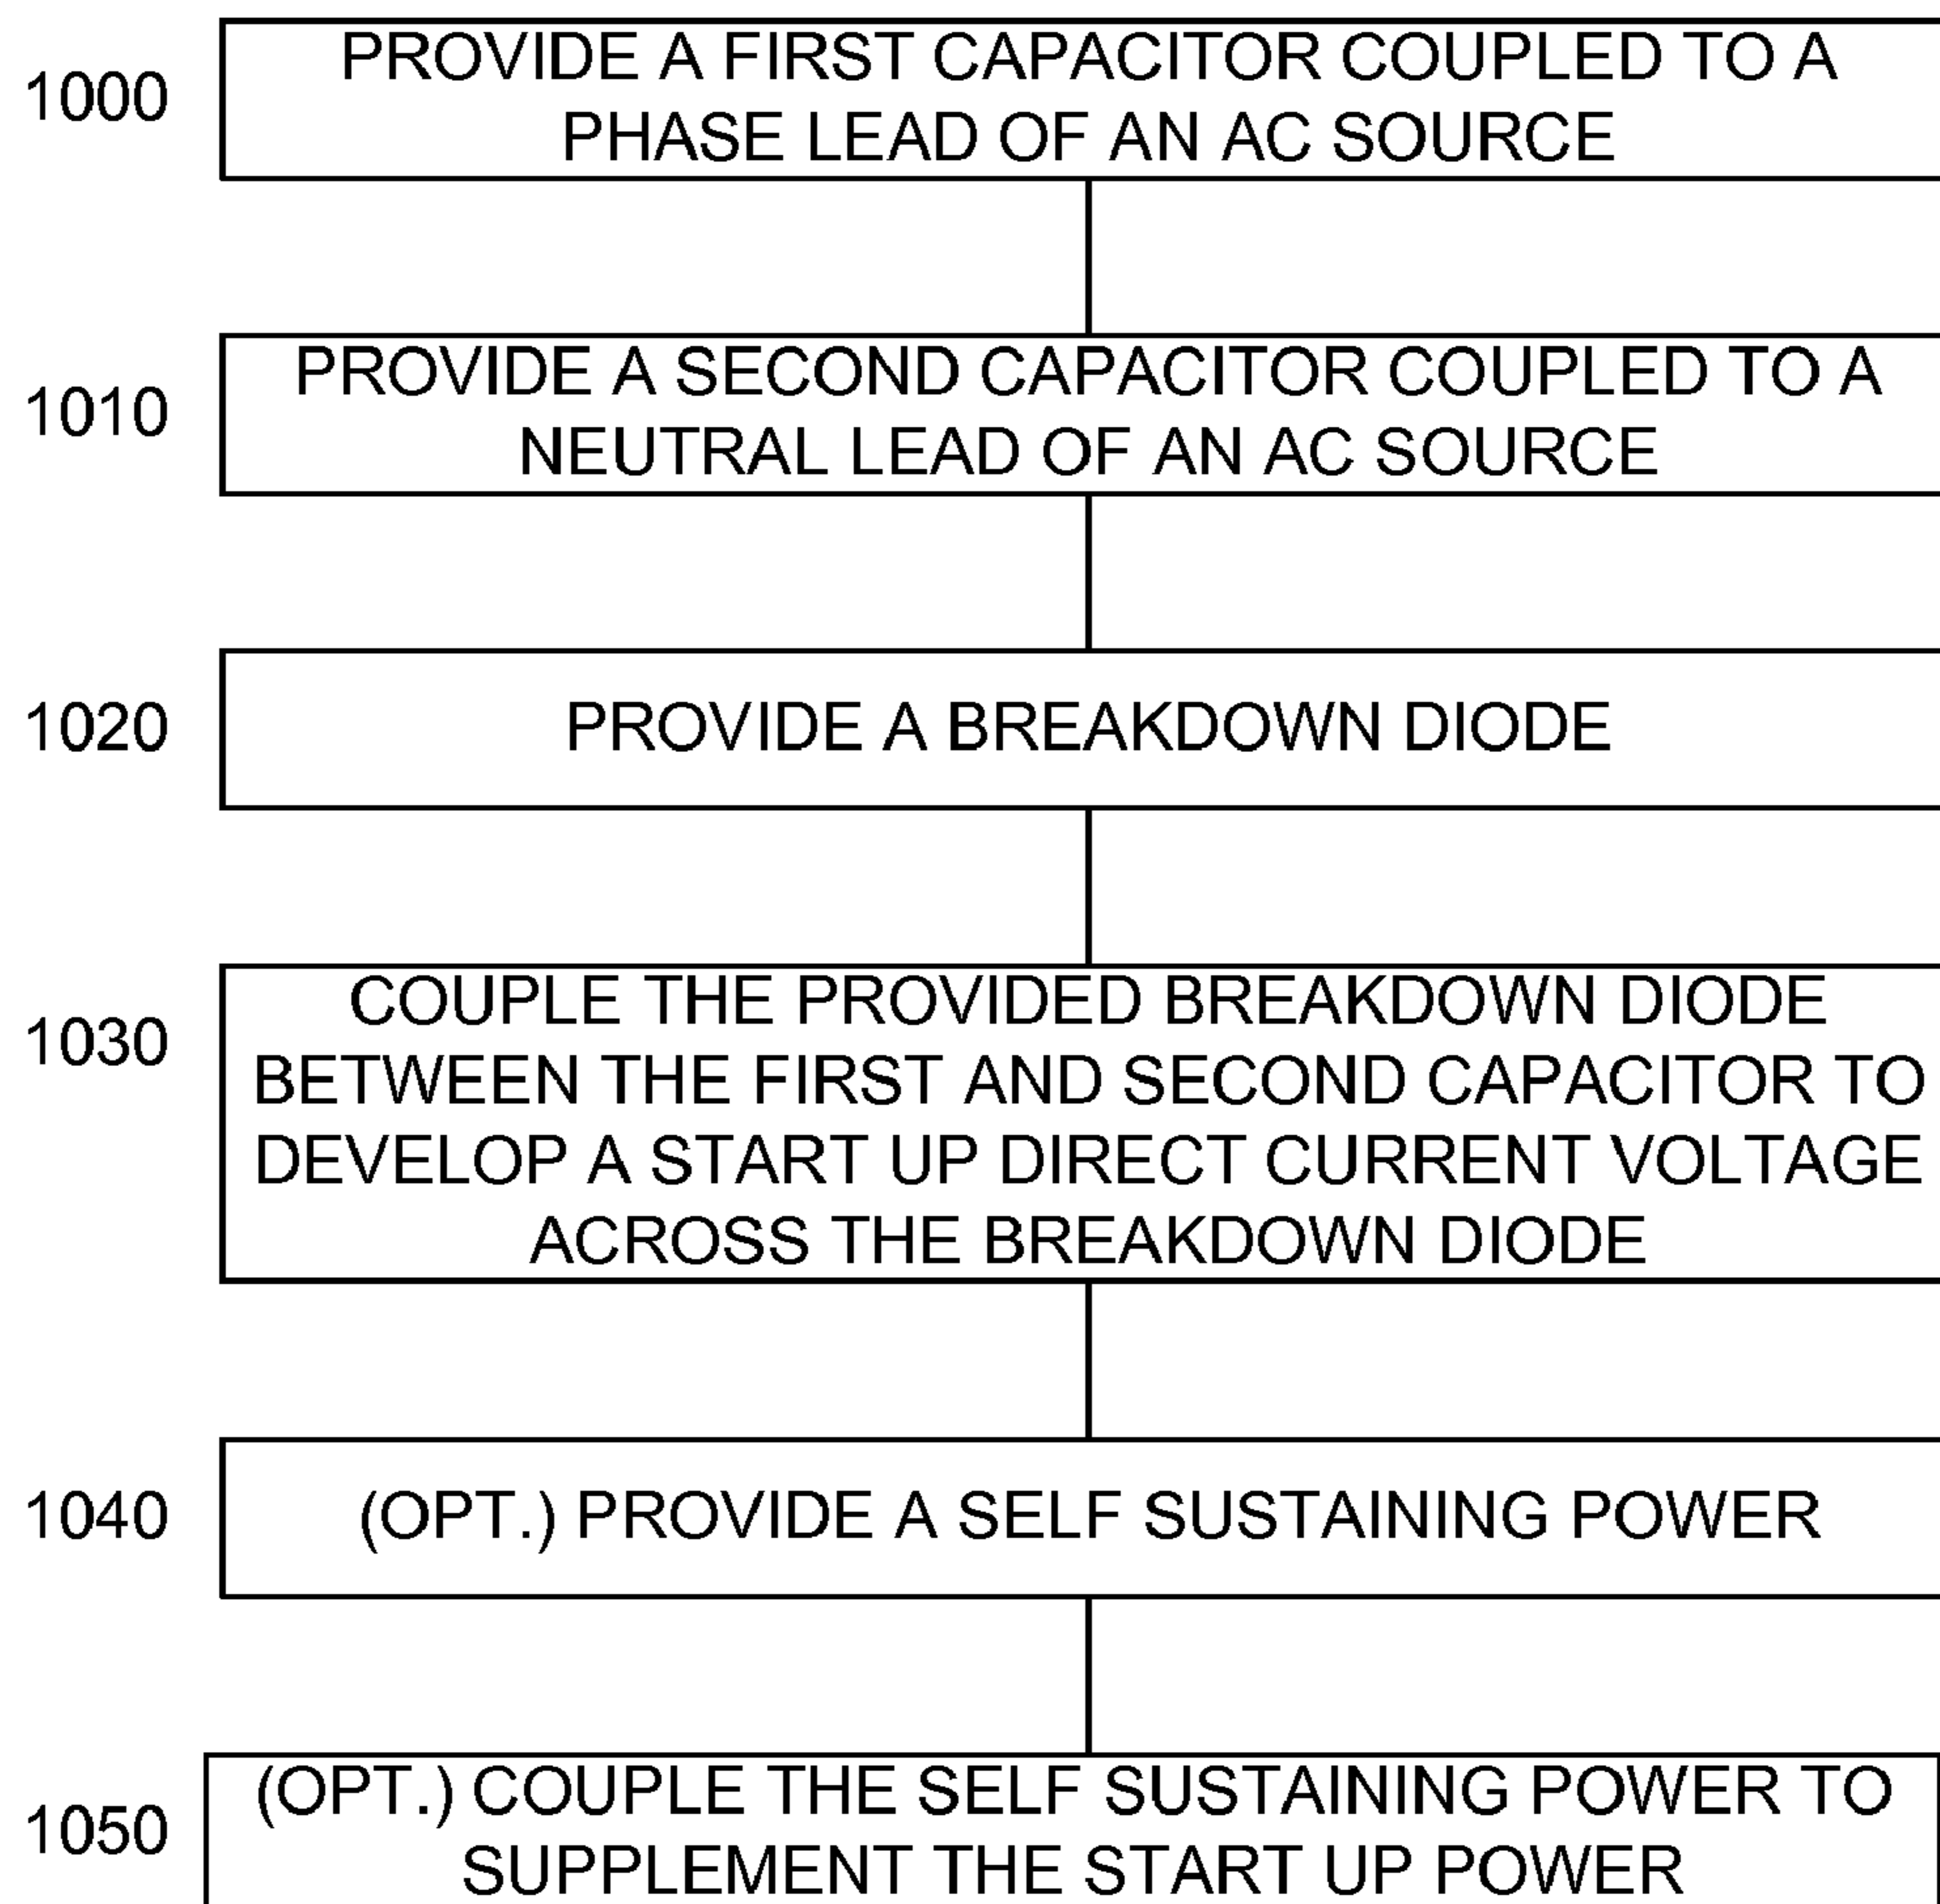 1000
PROVIDE A FIRST CAPACITOR COUPLED TO A
PHASE LEAD OF AN AC SOURCE
1010
PROVIDE A SECOND CAPACITOR COUPLED TO A
NEUTRAL LEAD OF AN AC SOURCE
1020
PROVIDE A BREAKDOWN DIODE
1030
COUPLE THE PROVIDED BREAKDOWN DIODE
BETWEEN THE FIRST AND SECOND CAPACITOR TO
DEVELOP A START UP DIRECT CURRENT VOLTAGE
ACROSS THE BREAKDOWN DIODE
1040
(OPT.) PROVIDE A SELF SUSTAINING POWER
1050
(OPT.) COUPLE THE SELF SUSTAINING POWER TO
SUPPLEMENT THE START UP POWER